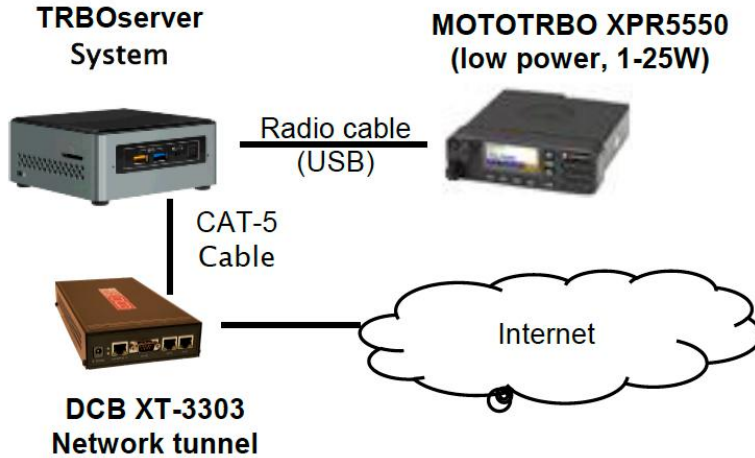 TRBOserver
System
MOTOTRBO XPR5550
(low power, 1-25W)
Radio cable
(USB)
CAT-5
Cable
Internet
DCB XT-3303
Network tunnel